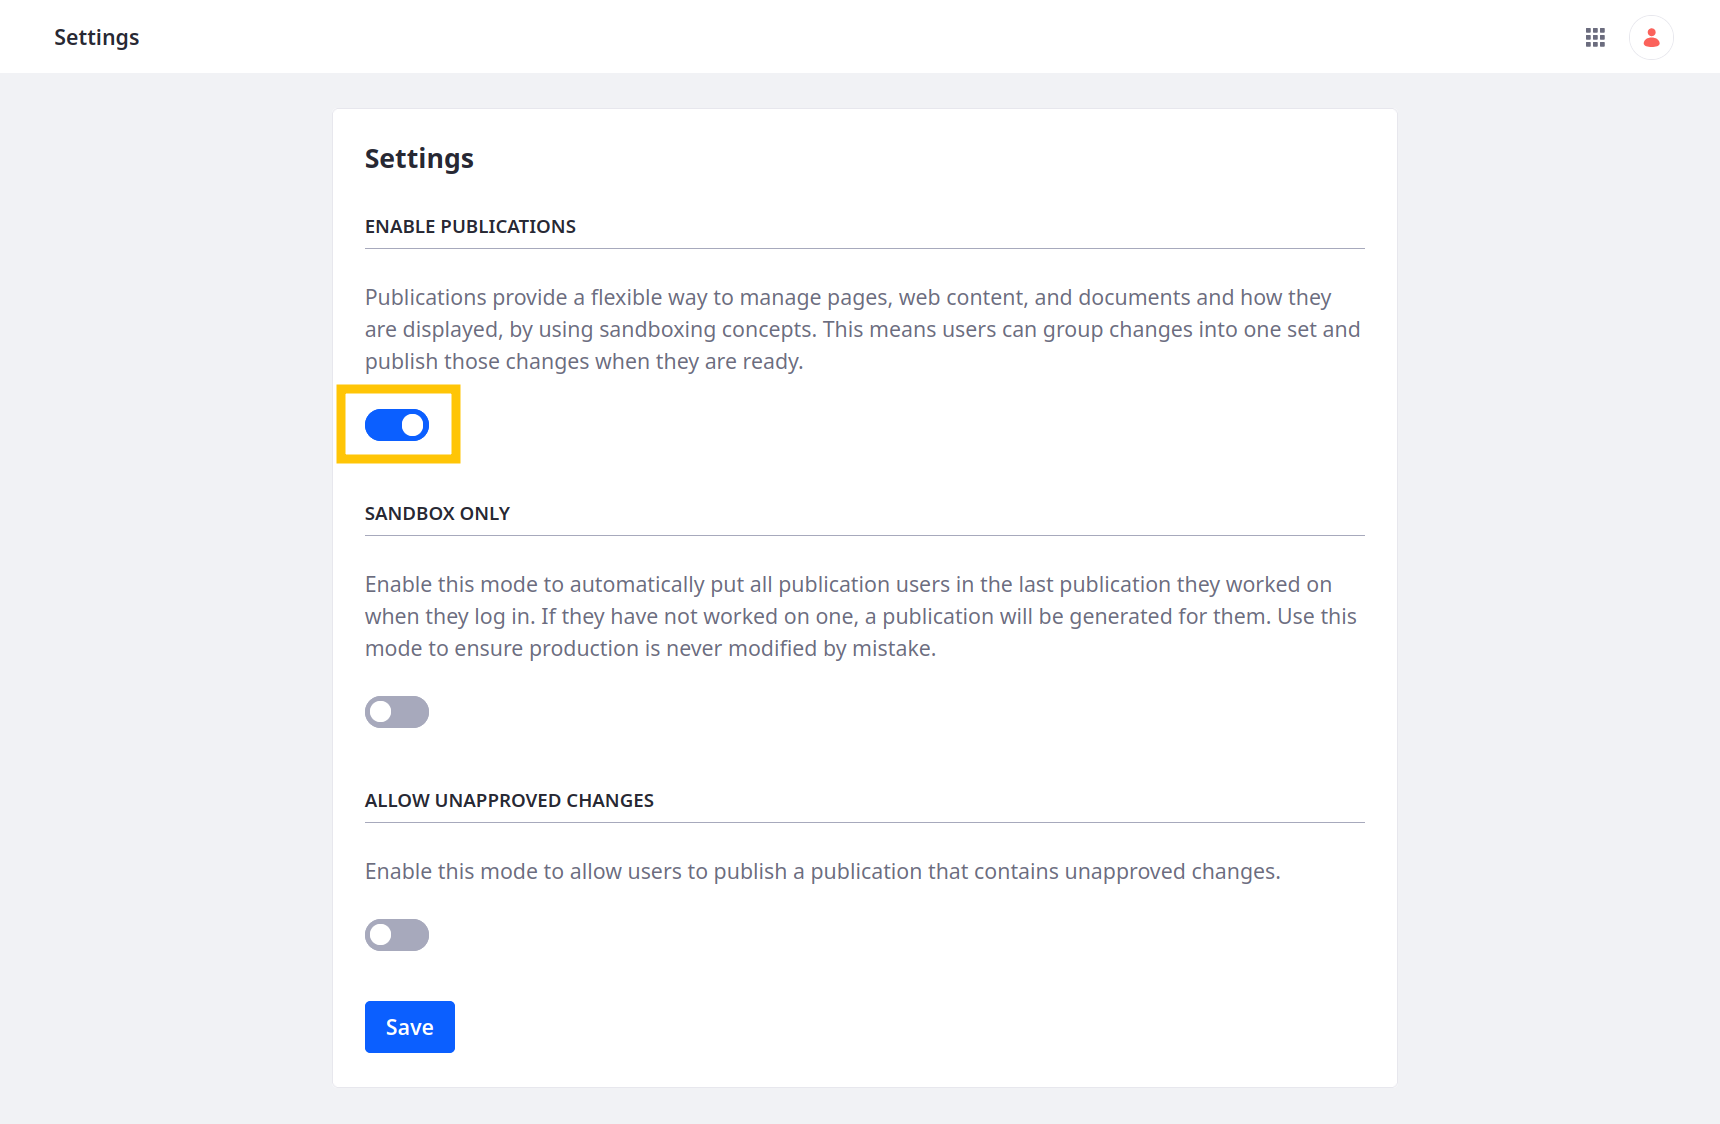 Settings
Settings
ENABLE PUBLICATIONS
Publications provide a flexible way to manage pages, web content, and documents and how they
are displayed, by using sandboxing concepts. This means users can group changes into one set and
publish those changes when they are ready.
SANDBOX ONLY
Enable this mode to automatically put all publication users in the last publication they worked on
when they log in. If they have not worked on one, a publication will be generated for them. Use this
mode to ensure production is never modified by mistake.
ALLOW UNAPPROVED CHANGES
Enable this mode to allow users to publish a publication that contains unapproved changes.
Save